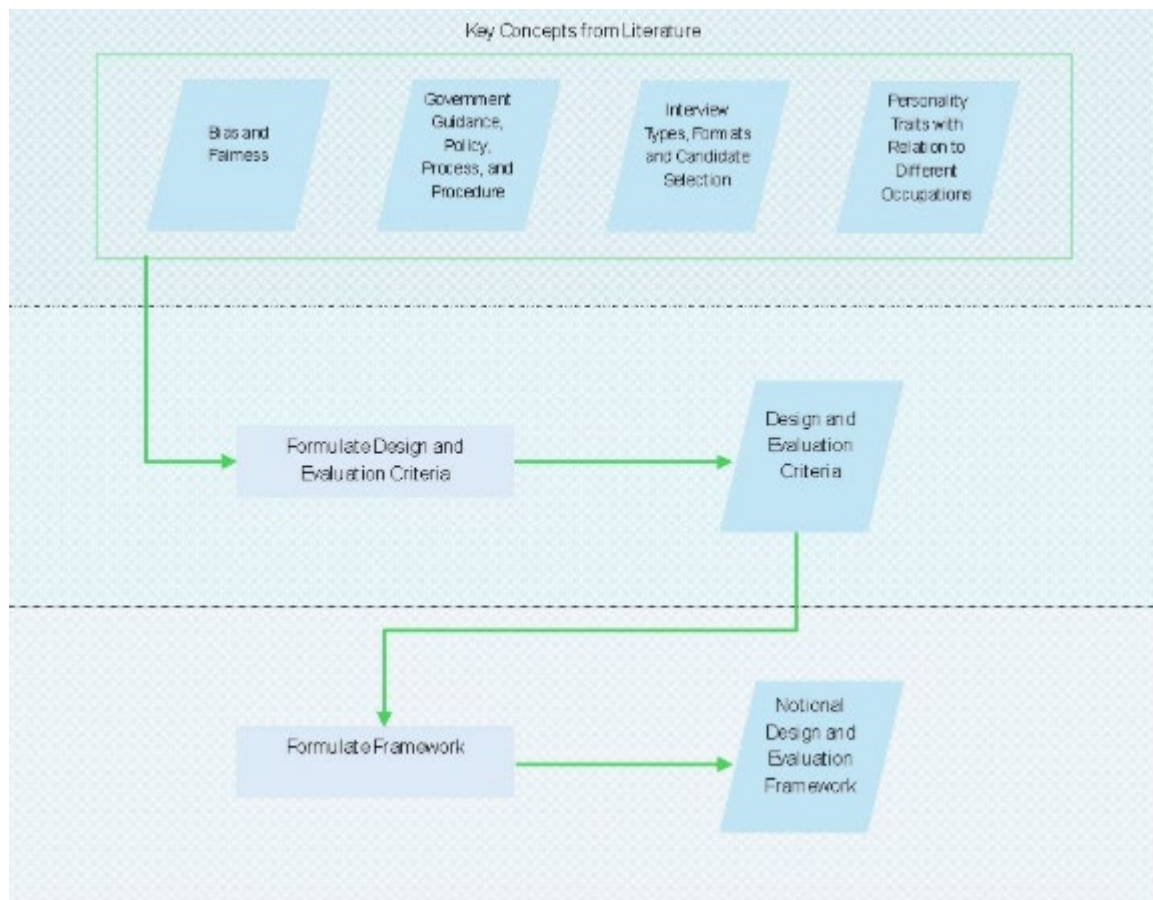 Key Concepts from Literature
Bias and
Fairness
Government
Guidance,
Policy,
Process, and
Procedure
Interview
Types, Formats
and Candidate
Selection
Personality
Traits with
Relation to
Different
Occupations
Formulate Design and
Evaluation Criteria
Design and
Evaluation
Criteria
Formulate Framework
Notional
Design and
Evaluation
Framework